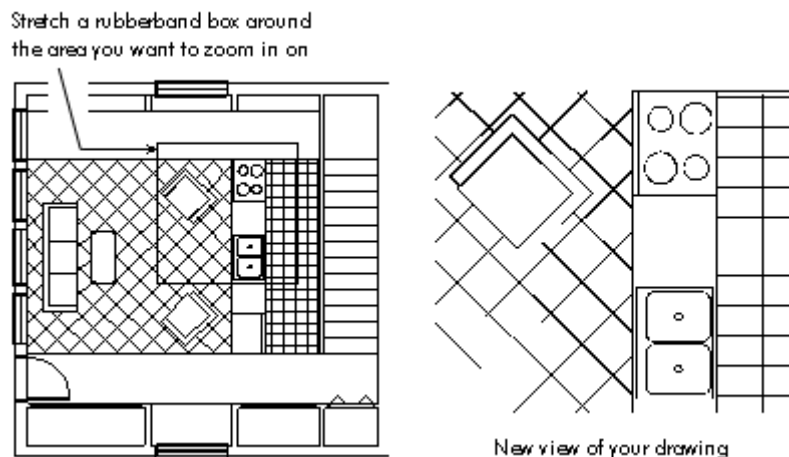 Stretch a rubberband box around
the area you want to zoom in on
New view of your drawing